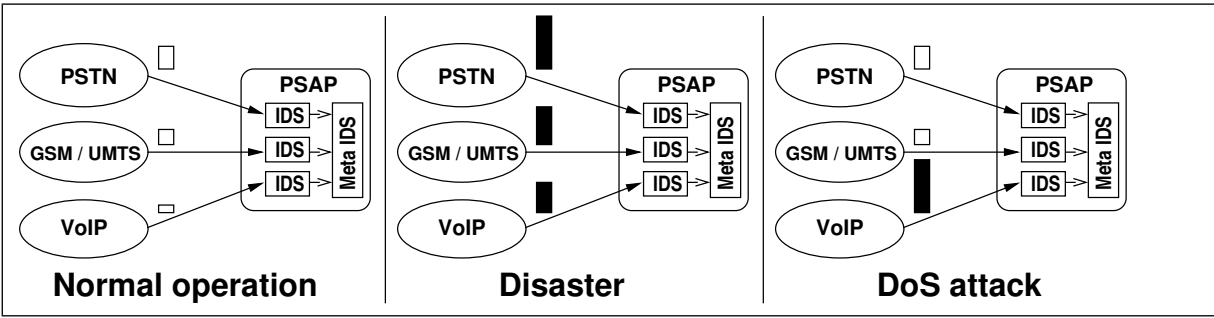 PSTN
PSAP
IDS
GSM / UMTS
IDS
IDS
Meta IDS
VoIP
Normal operation
PSTN
PSAP
IDS
GSM / UMTS
IDS
IDS
Meta IDS
VoIP
Disaster
PSTN
PSAP
IDS
GSM / UMTS
IDS
IDS
Meta IDS
VoIP
DoS attack